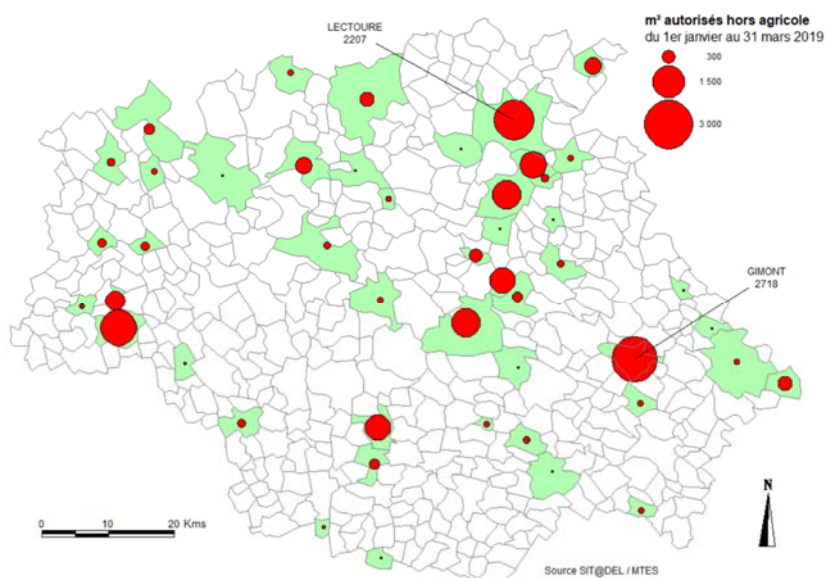 LECTOURE
2207
m² autorisés hors agricole
du 1er janvier au 31 mars 2019
300
1 500
3 000
GIMONT
2718
N
0 10 20 Kms
Source SIT@DEL / MTES